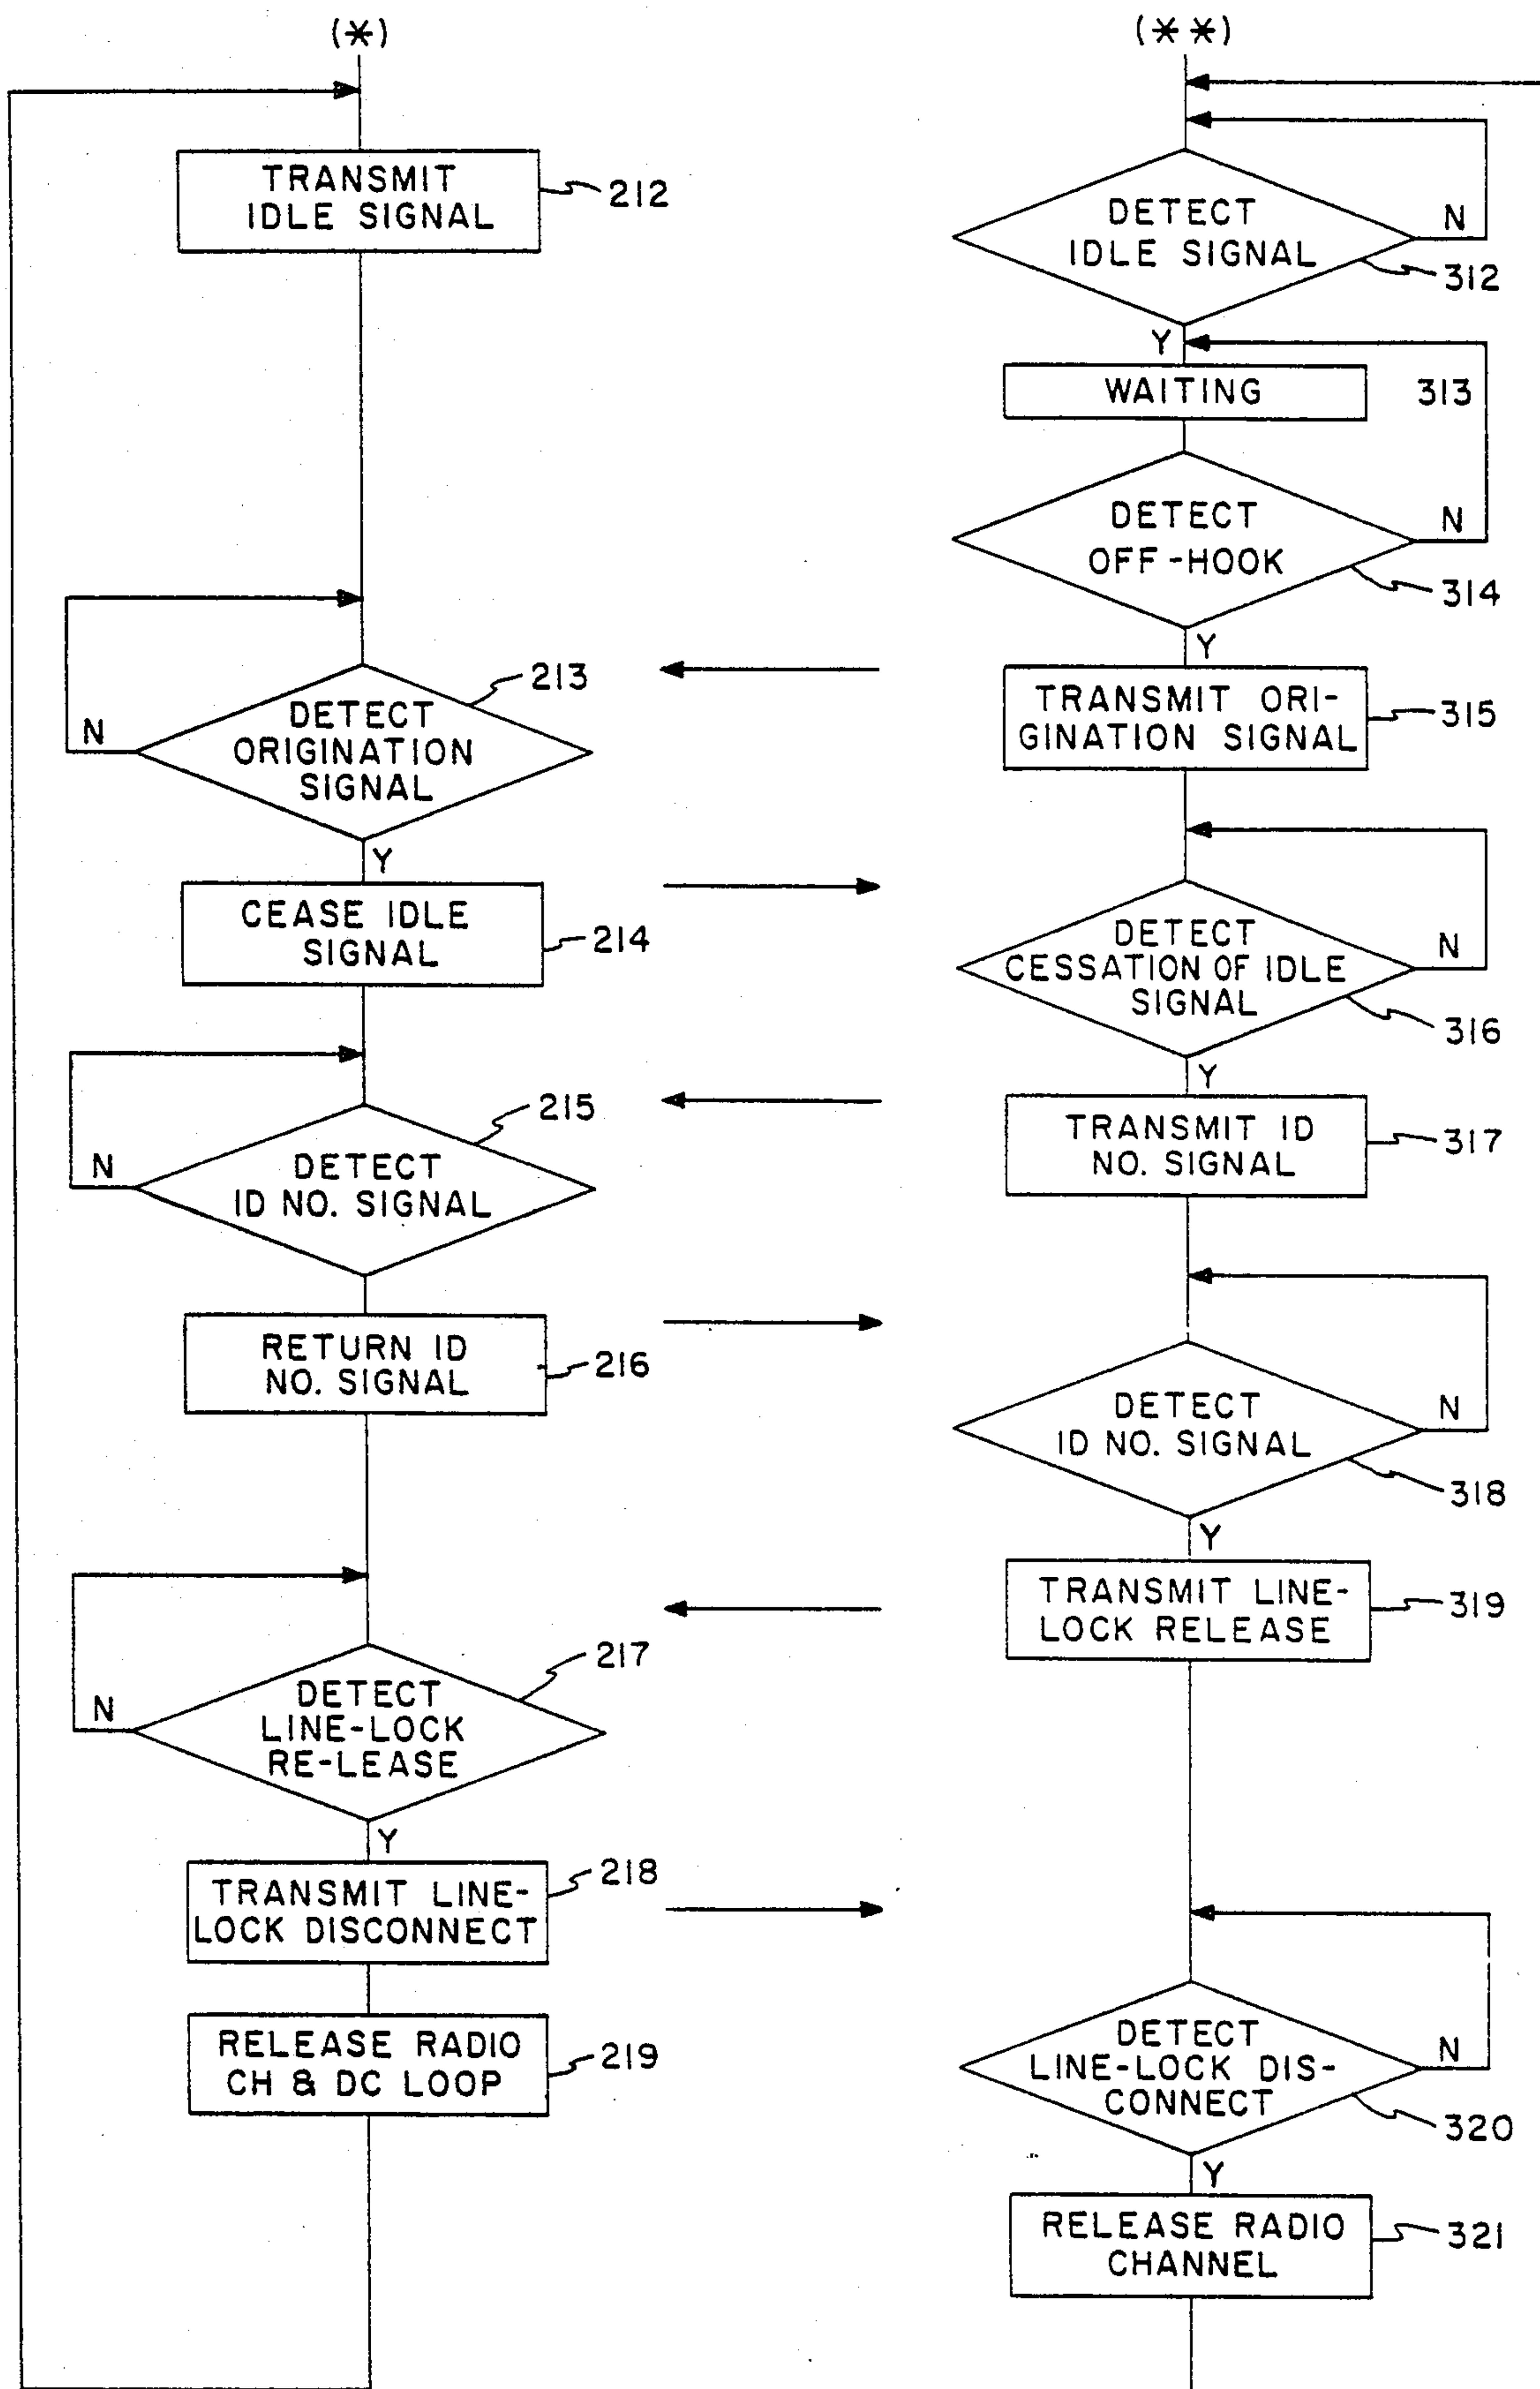 (*)
TRANSMIT
IDLE SIGNAL
212
N
DETECT
ORIGINATION
SIGNAL
213
Y
CEASE IDLE
SIGNAL
214
N
DETECT
ID NO. SIGNAL
215
RETURN ID
NO. SIGNAL
216
N
DETECT
LINE-LOCK
RE-LEASE
217
Y
TRANSMIT LINE-
LOCK DISCONNECT
218
RELEASE RADIO
CH & DC LOOP
219
(**)
DETECT
IDLE SIGNAL
N
312
Y
WAITING
313
DETECT
OFF-HOOK
N
314
Y
TRANSMIT ORI-
GINATION SIGNAL
315
DETECT
CESSATION OF IDLE
SIGNAL
N
316
Y
TRANSMIT ID
NO. SIGNAL
317
DETECT
ID NO. SIGNAL
N
318
Y
TRANSMIT LINE-
LOCK RELEASE
319
DETECT
LINE-LOCK DIS-
CONNECT
N
320
Y
RELEASE RADIO
CHANNEL
321